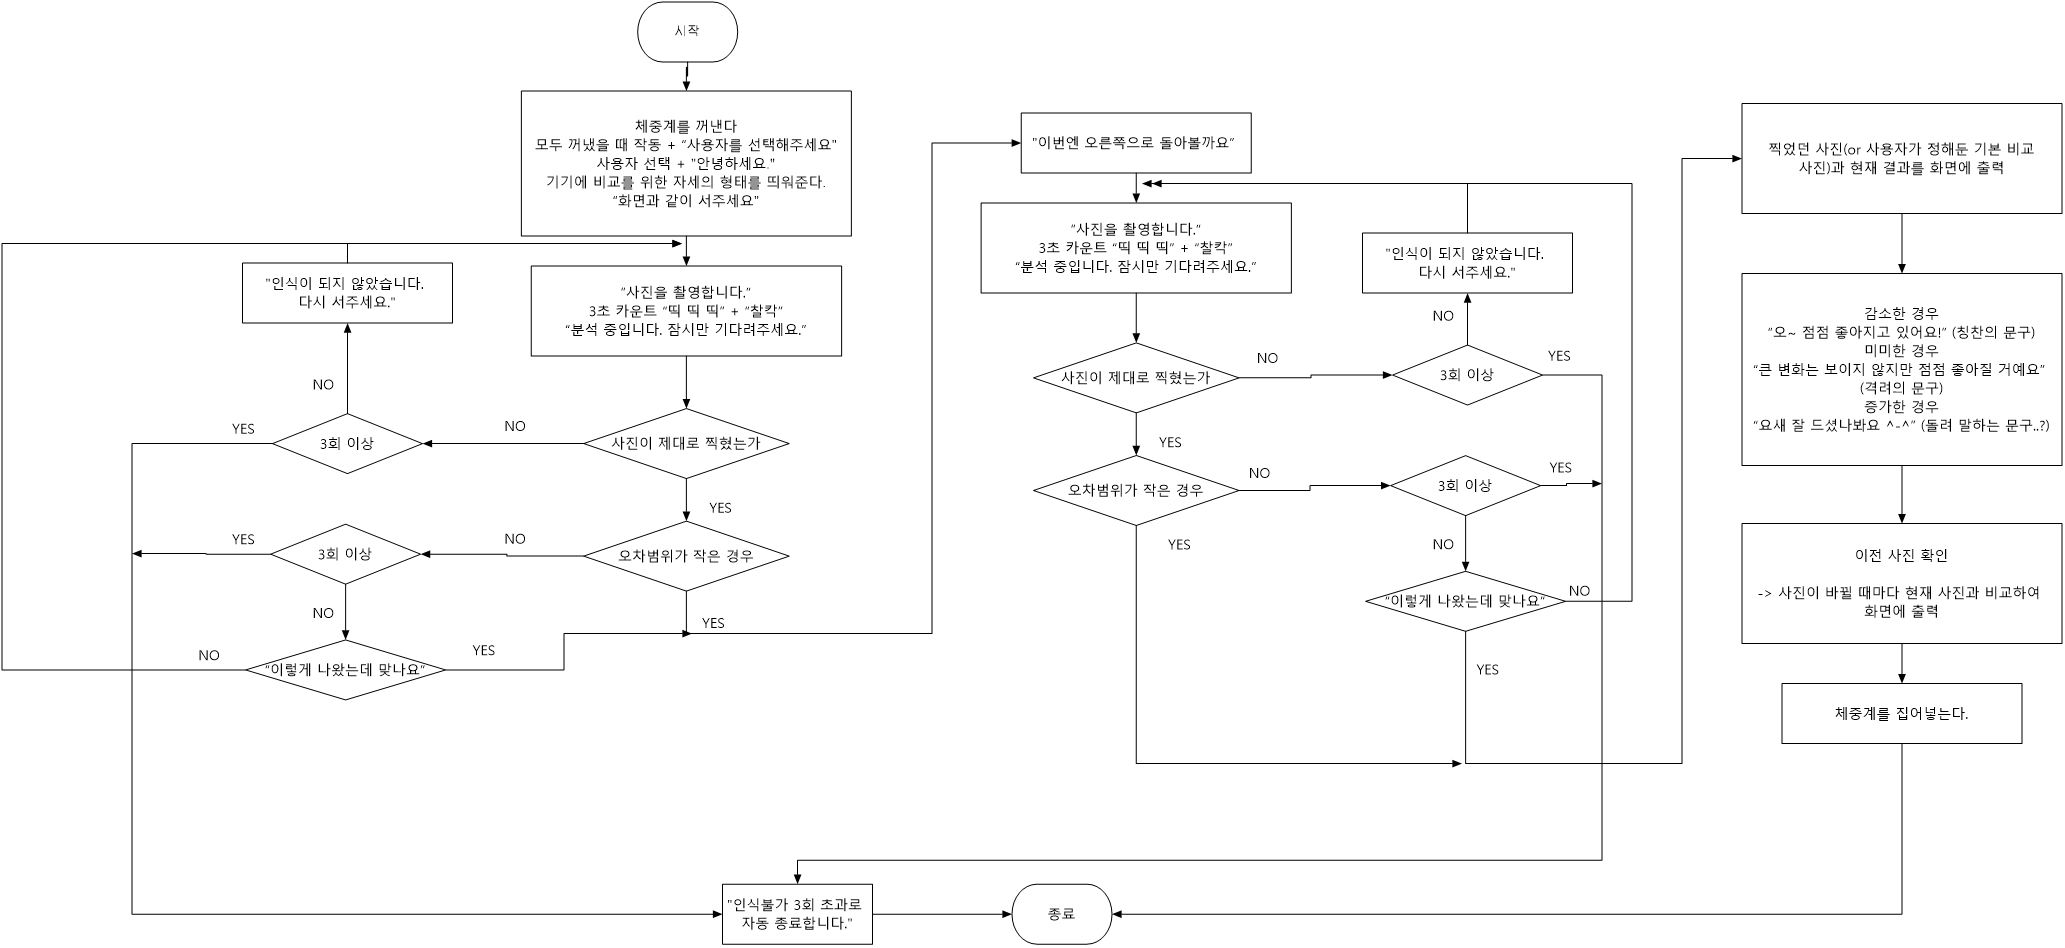 시작
체중계를 꺼낸다
모두 꺼냈을 때 작동 + “사용자를 선택해주세요"
사용자 선택 + "안녕하세요."
기기에 비교를 위한 자세의 형태를 띄워준다.
“화면과 같이 서주세요"
"인식이 되지 않았습니다.
다시 서주세요."
“사진을 촬영합니다.”
3초 카운트 “띡 띡 띡” + “찰칵”
“분석 중입니다. 잠시만 기다려주세요.”
NO
YES
3회 이상
NO
사진이 제대로 찍혔는가
YES
YES
3회 이상
NO
오차범위가 작은 경우
NO
YES
NO
“이렇게 나왔는데 맞나요”
YES
"이번엔 오른쪽으로 돌아볼까요”
“사진을 촬영합니다.”
3초 카운트 “띡 띡 띡” + “찰칵”
“분석 중입니다. 잠시만 기다려주세요.”
"인식이 되지 않았습니다.
다시 서주세요."
NO
사진이 제대로 찍혔는가
NO
3회 이상
YES
YES
오차범위가 작은 경우
NO
3회 이상
YES
YES
NO
“이렇게 나왔는데 맞나요”
NO
YES
찍었던 사진(or 사용자가 정해둔 기본 비교
사진)과 현재 결과를 화면에 출력
감소한 경우
“오~ 점점 좋아지고 있어요!” (칭찬의 문구)
미미한 경우
“큰 변화는 보이지 않지만 점점 좋아질 거예요”
(격려의 문구)
증가한 경우
“요새 잘 드셨나봐요 ^-^” (돌려 말하는 문구..?)
이전 사진 확인
-> 사진이 바뀔 때마다 현재 사진과 비교하여
화면에 출력
체중계를 집어넣는다.
"인식불가 3회 초과로
자동 종료합니다."
종료